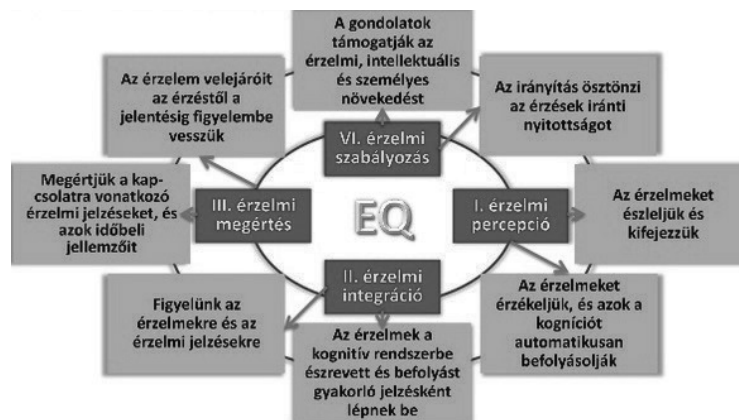 A gondolatok
támogatják az
érzelmi, intellektuális
és személyes
növekedést
Az irányítás ösztönzi
az érzések iránti
nyitottságot
Az érzelem velejáróit
az érzéstől a
jelentésig figyelembe
vesszük
VI. érzelmi
szabályozás
Megértjük a kap-
csolatra vonatkozó
érzelmi jelzéseket, és
azok időbeli
jellemzőit
III. érzelmi
megértés
EQ
I. érzelmi
percepció
Az érzelmeket
észleljük és
kifejezzük
II. érzelmi
integráció
Figyelünk az
érzelmekre és az
érzelmi jelzésekre
Az érzelmek a
kognitív rendszerbe
észrevett és befolyást
gyakorló jelzésként
lépnek be
Az érzelmeket
érzékeljük, és azok a
kogníciót
automatikusan
befolyásolják